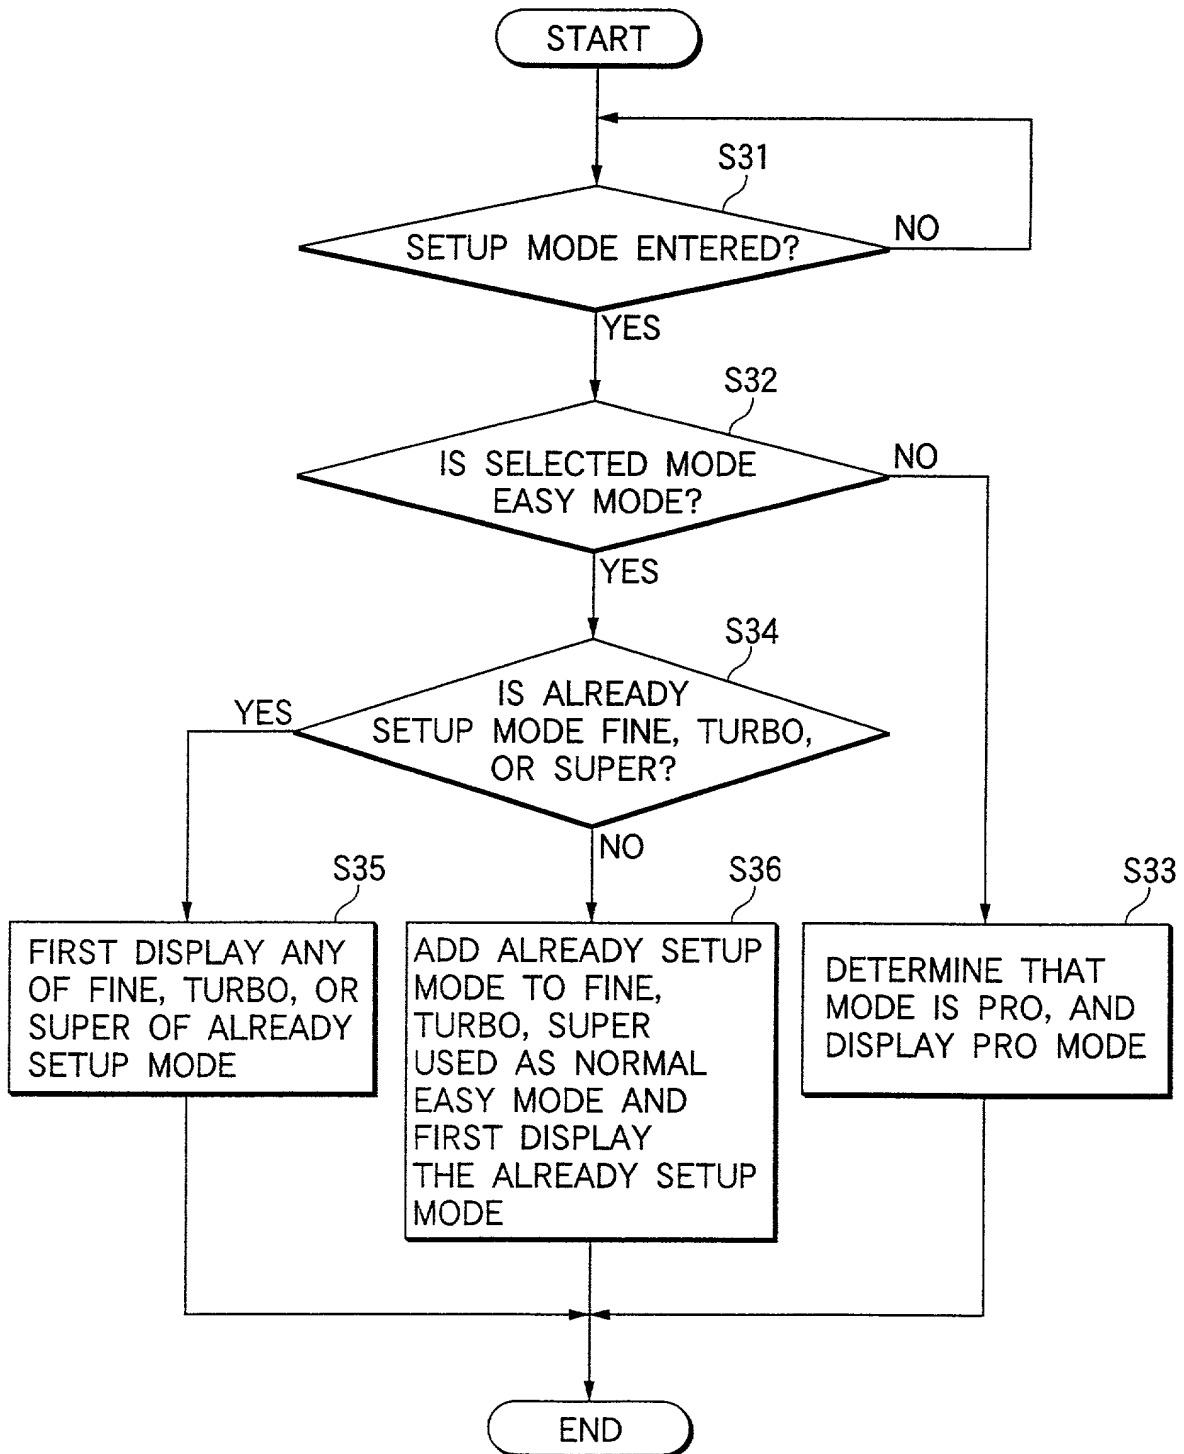 START
S31
SETUP MODE ENTERED?
NO
YES
S32
IS SELECTED MODE
EASY MODE?
NO
YES
S34
IS ALREADY
SETUP MODE FINE, TURBO,
OR SUPER?
YES
NO
S35
FIRST DISPLAY ANY
OF FINE, TURBO, OR
SUPER OF ALREADY
SETUP MODE
S36
ADD ALREADY SETUP
MODE TO FINE,
TURBO, SUPER
USED AS NORMAL
EASY MODE AND
FIRST DISPLAY
THE ALREADY SETUP
MODE
S33
DETERMINE THAT
MODE IS PRO, AND
DISPLAY PRO MODE
END